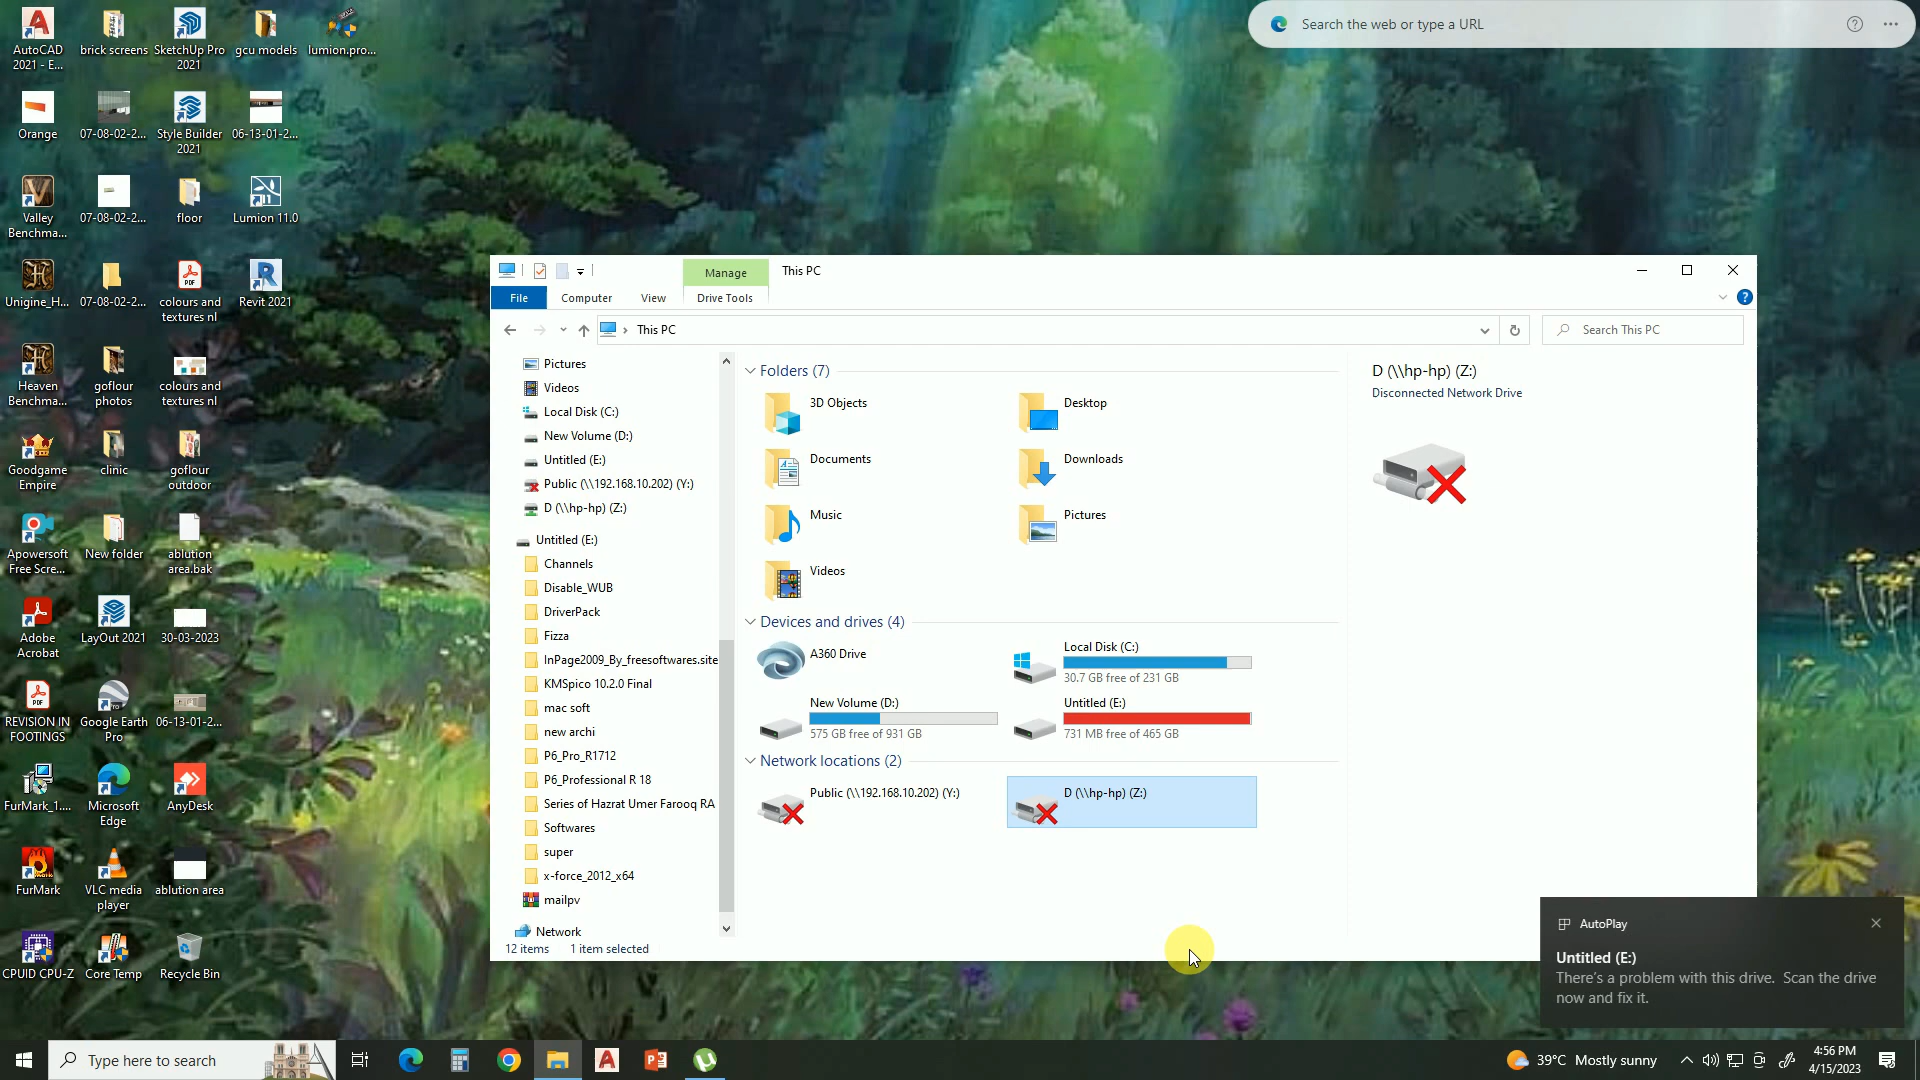 AutoCAD
2021 - E...
brick screens
SketchUp Pro
2021
gcu models
lumion.pro...
Orange
07-08-02-2...
Style Builder
2021
06-13-01-2...
Valley
Benchma...
07-08-02-2...
floor
Lumion 11.0
Unigine_H...
07-08-02-2...
colours and
textures nl
Revit 2021
Heaven
Benchma...
goflour
photos
colours and
textures nl
Goodgame
Empire
clinic
goflour
outdoor
Apowersoft
Free Scre...
New folder
ablution
area.bak
Adobe
Acrobat
LayOut 2021
30-03-2023
REVISION IN
FOOTINGS
Google Earth
Pro
06-13-01-2...
FurMark_1....
Microsoft
Edge
AnyDesk
FurMark
VLC media
player
ablution area
CPUID CPU-Z
Core Temp
Recycle Bin
Search the web or type a URL
Manage
This PC
File
Computer
View
Drive Tools
This PC
Search This PC
Pictures
Videos
Local Disk (C:)
New Volume (D:)
Untitled (E:)
Public (\\192.168.10.202) (Y:)
D (\\hp-hp) (Z:)
Untitled (E:)
Channels
Disable_WUB
DriverPack
Fizza
InPage2009_By_freesoftwares.site
KMSpico 10.2.0 Final
mac soft
new archi
P6_Pro_R1712
P6_Professional R 18
Series of Hazrat Umer Farooq RA
Softwares
super
x-force_2012_x64
mailpv
Network
12 items
1 item selected
Folders (7)
3D Objects
Desktop
Documents
Downloads
Music
Pictures
Videos
Devices and drives (4)
A360 Drive
Local Disk (C:)
30.7 GB free of 231 GB
New Volume (D:)
575 GB free of 931 GB
Untitled (E:)
731 MB free of 465 GB
Network locations (2)
Public (\\192.168.10.202) (Y:)
D (\\hp-hp) (Z:)
D (\\hp-hp) (Z:)
Disconnected Network Drive
AutoPlay
Untitled (E:)
There's a problem with this drive. Scan the drive
now and fix it.
Type here to search
39°C Mostly sunny
4:56 PM
4/15/2023